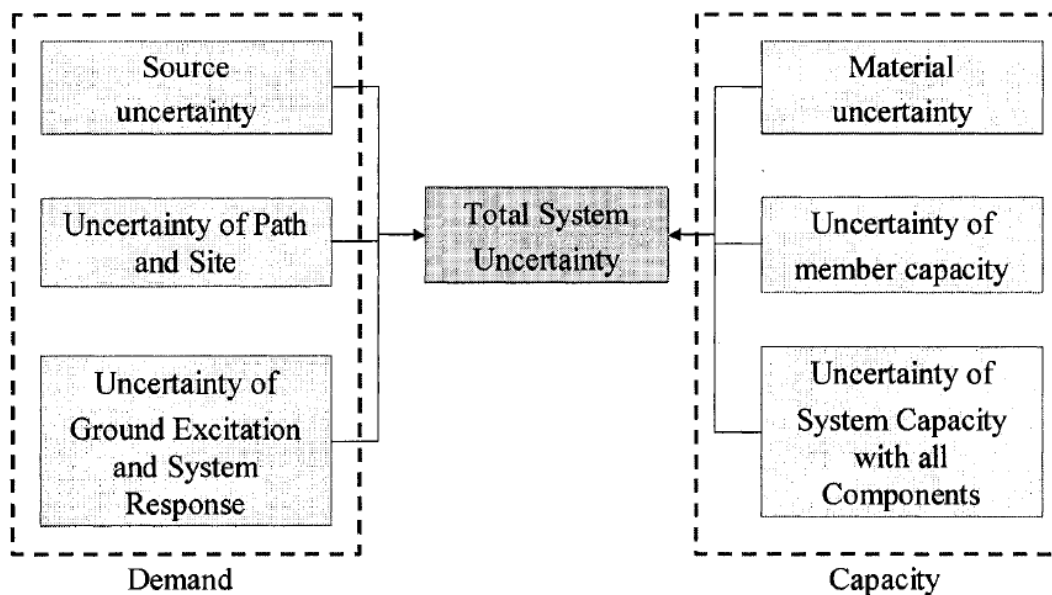 Source
uncertainty
Uncertainty of Path
and Site
Uncertainty of
Ground Excitation
and System
Response
Demand
Total System
Uncertainty
Material
uncertainty
Uncertainty of
member capacity
Uncertainty of
System Capacity
with all
Components
Capacity